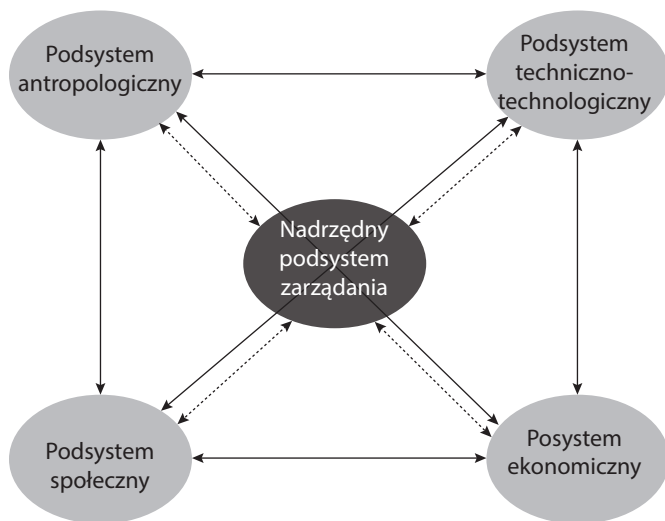 Podsystem
antropologiczny
Podsystem
techniczno-
technologiczny
Nadrzędny
podsystem
zarządania
Podsystem
społeczny
Posystem
ekonomiczny